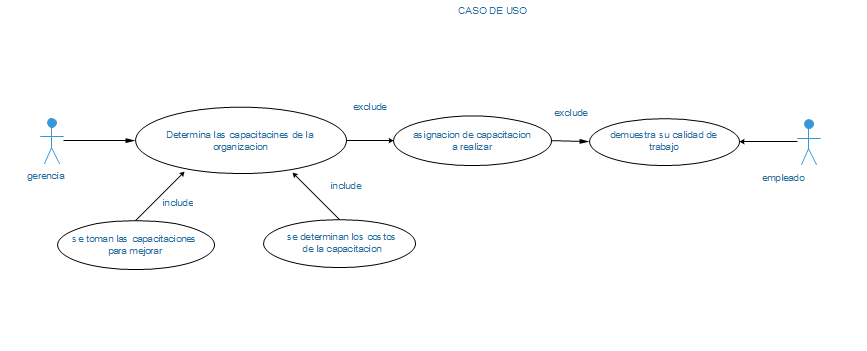 CASO DE USO
exclude
exclude
Determina las capacitacines de la
organizacion
asignacion de capacitacion
a realizar
demuestra su calidad de
trabajo
gerencia
empleado
include
include
se toman las capacitaciones
para mejorar
se determinan los costos
de la capacitacion